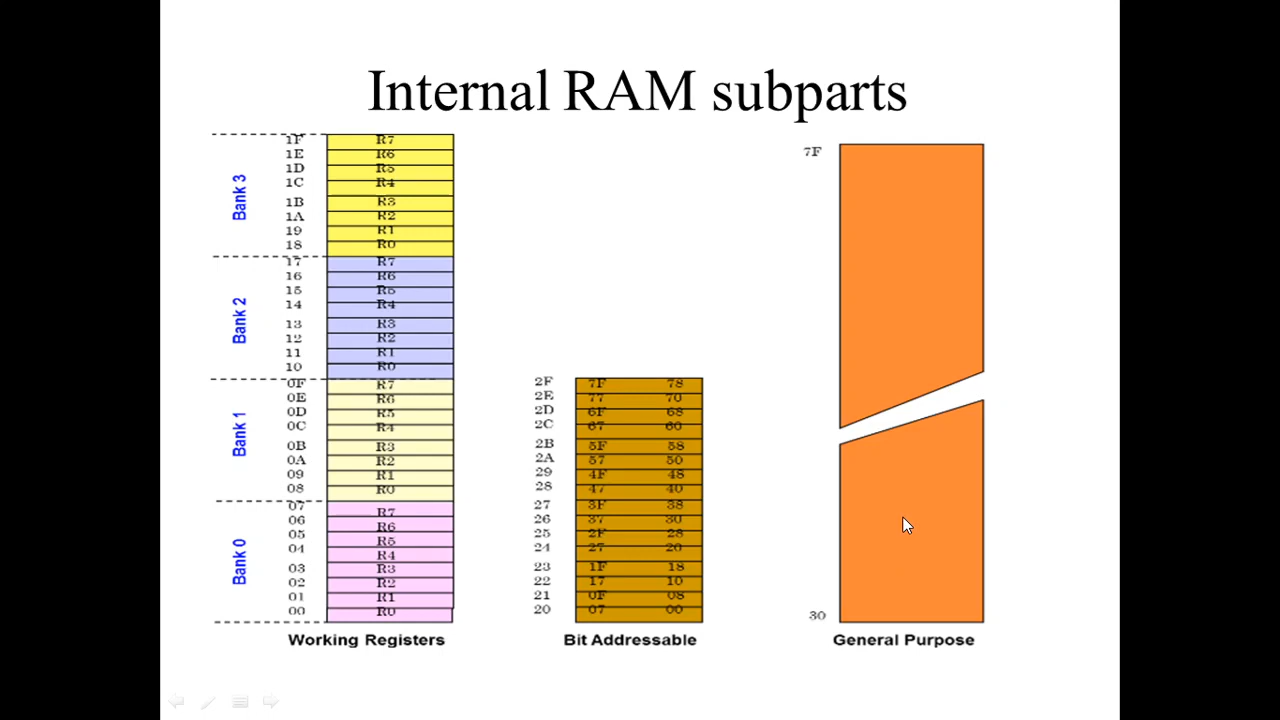 Internal RAM subparts
Bank 3
1F R7
1E R6
1D R5
1C R4
1B R3
1A R2
19 R1
18 R0
Bank 2
17 R7
16 R6
15 R5
14 R4
13 R3
12 R2
11 R1
10 R0
Bank 1
0F R7
0E R6
0D R5
0C R4
0B R3
0A R2
09 R1
08 R0
Bank 0
07 R7
06 R6
05 R5
04 R4
03 R3
02 R2
01 R1
00 R0
Working Registers
2F 7F 78
2E 77 70
2D 6F 68
2C 67 60
2B 5F 58
2A 57 50
29 4F 48
28 47 40
27 3F 38
26 37 30
25 2F 28
24 27 20
23 1F 18
22 17 10
21 0F 08
20 07 00
Bit Addressable
7F
30
General Purpose